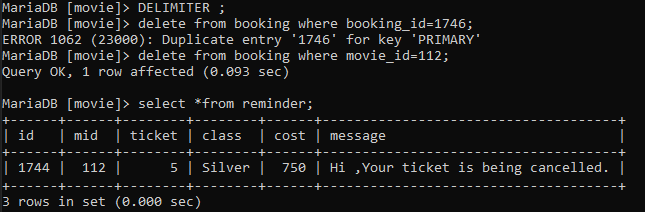 MariaDB [movie]> DELIMITER ;
MariaDB [movie]> delete from booking where booking_id=1746;
ERROR 1062 (23000): Duplicate entry '1746' for key 'PRIMARY'
MariaDB [movie]> delete from booking where movie_id=112;
Query OK, 1 row affected (0.093 sec)

MariaDB [movie]> select *from reminder;
+------+------+--------+--------+------+-------------------------------------+
| id   | mid  | ticket | class  | cost | message                             |
+------+------+--------+--------+------+-------------------------------------+
| 1744 |  112 |      5 | Silver |  750 | Hi ,Your ticket is being cancelled. |
+------+------+--------+--------+------+-------------------------------------+
3 rows in set (0.000 sec)